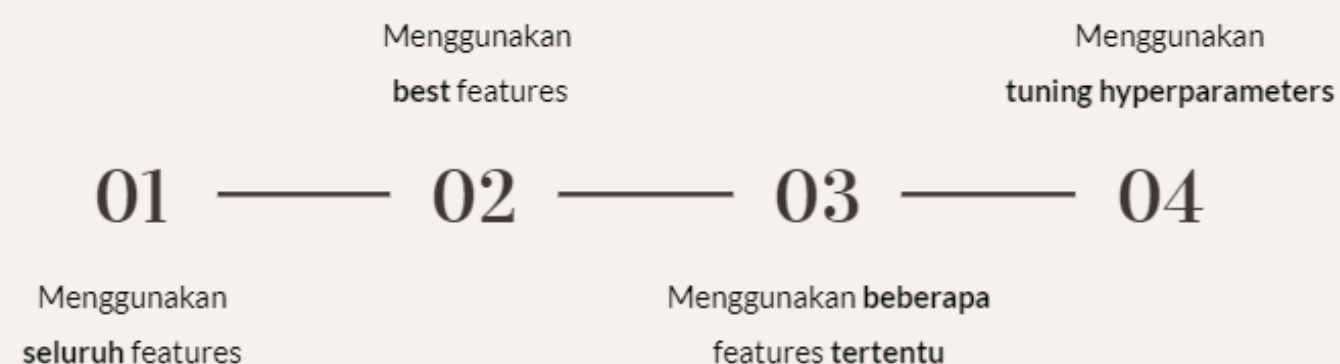 Menggunakan
best features
Menggunakan
tuning hyperparameters
01
02
03
04
Menggunakan
seluruh features
Menggunakan beberapa
features tertentu